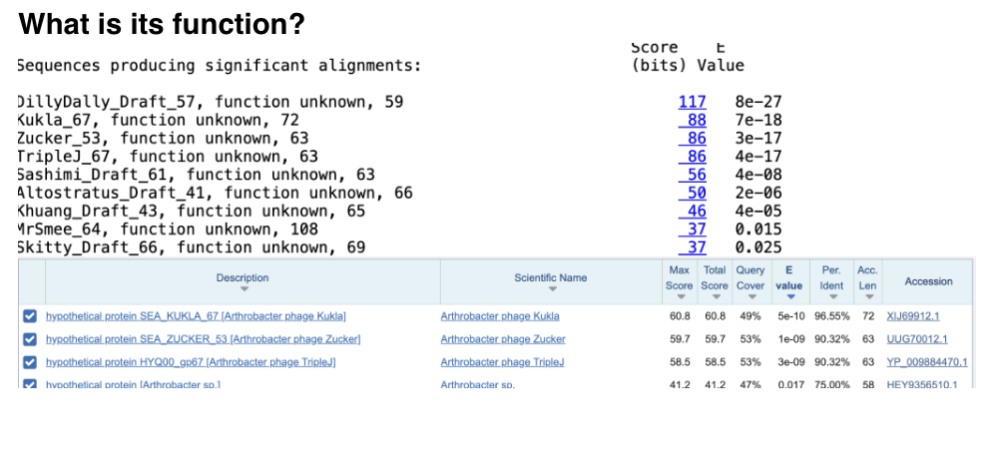 What is its function?
Score E
Sequences producing significant alignments: (bits) Value
DillyDally_Draft_57, function unknown, 59 117 8e-27
Kukla_67, function unknown, 72 88 7e-18
Zucker_53, function unknown, 63 86 3e-17
TripleJ_67, function unknown, 63 86 4e-17
Sashimi_Draft_61, function unknown, 63 56 4e-08
Altostratus_Draft_41, function unknown, 66 50 2e-06
Khuang_Draft_43, function unknown, 65 46 4e-05
MrSmee_64, function unknown, 108 37 0.015
Skitty_Draft_66, function unknown, 69 37 0.025
Description Scientific Name Max Score Total Score Query Cover E value Per. Ident Acc. Len Accession
hypothetical protein SEA_KUKLA_67 [Arthrobacter phage Kukla] Arthrobacter phage Kukla 60.8 60.8 49% 5e-10 96.55% 72 XIJ69912.1
hypothetical protein SEA_ZUCKER_53 [Arthrobacter phage Zucker] Arthrobacter phage Zucker 59.7 59.7 53% 1e-09 90.32% 63 UUG70012.1
hypothetical protein HYQ00_gp67 [Arthrobacter phage TripleJ] Arthrobacter phage TripleJ 58.5 58.5 53% 3e-09 90.32% 63 YP_009884470.1
hypothetical protein [Arthrobacter sp.] Arthrobacter sp. 41.2 41.2 47% 0.017 75.00% 58 HEY9356510.1